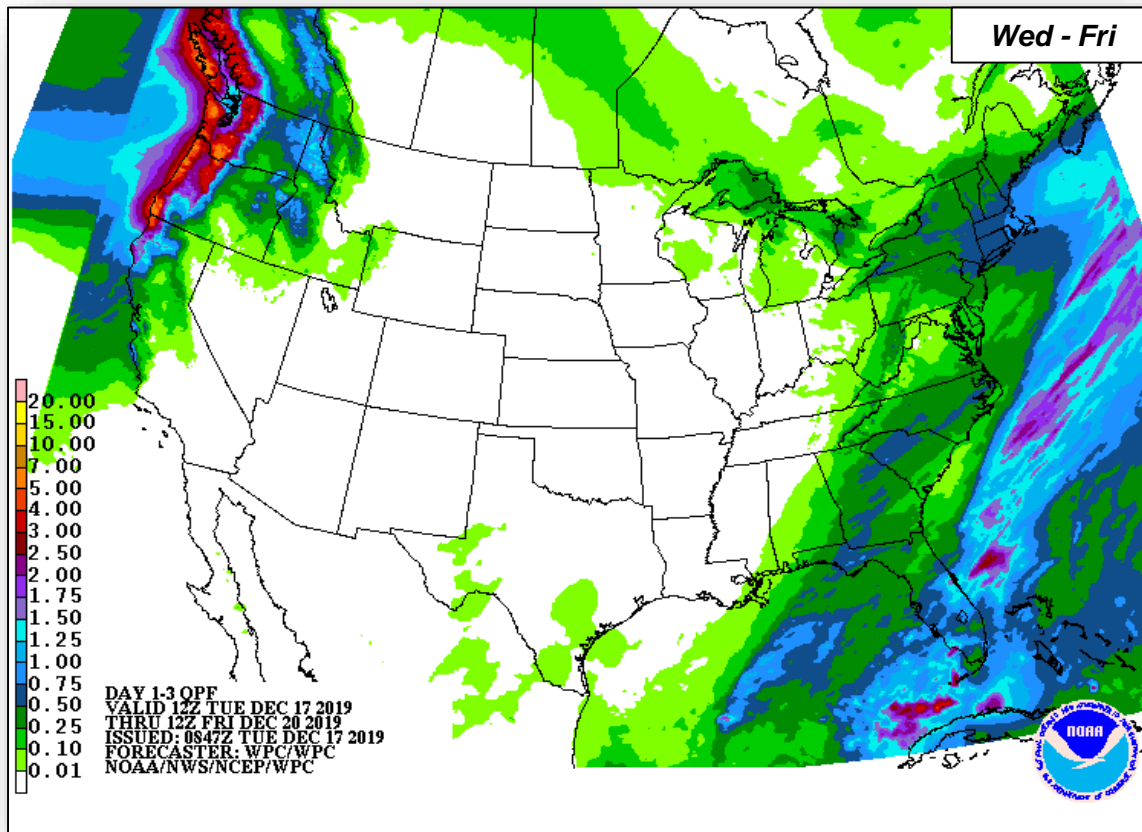 Wed - Fri
20.00
15.00
10.00
7.00
5.00
4.00
3.00
2.50
2.00
1.75
1.50
1.25
1.00
0.75
0.50
0.25
0.10
0.01
DAY 1-3 QPF
VALID 12Z TUE DEC 17 2019
THRU 12Z FRI DEC 20 2019
ISSUED: 0847Z TUE DEC 17 2019
FORECASTER: WPC/WPC
NOAA/NWS/NCEP/WPC
NOAA